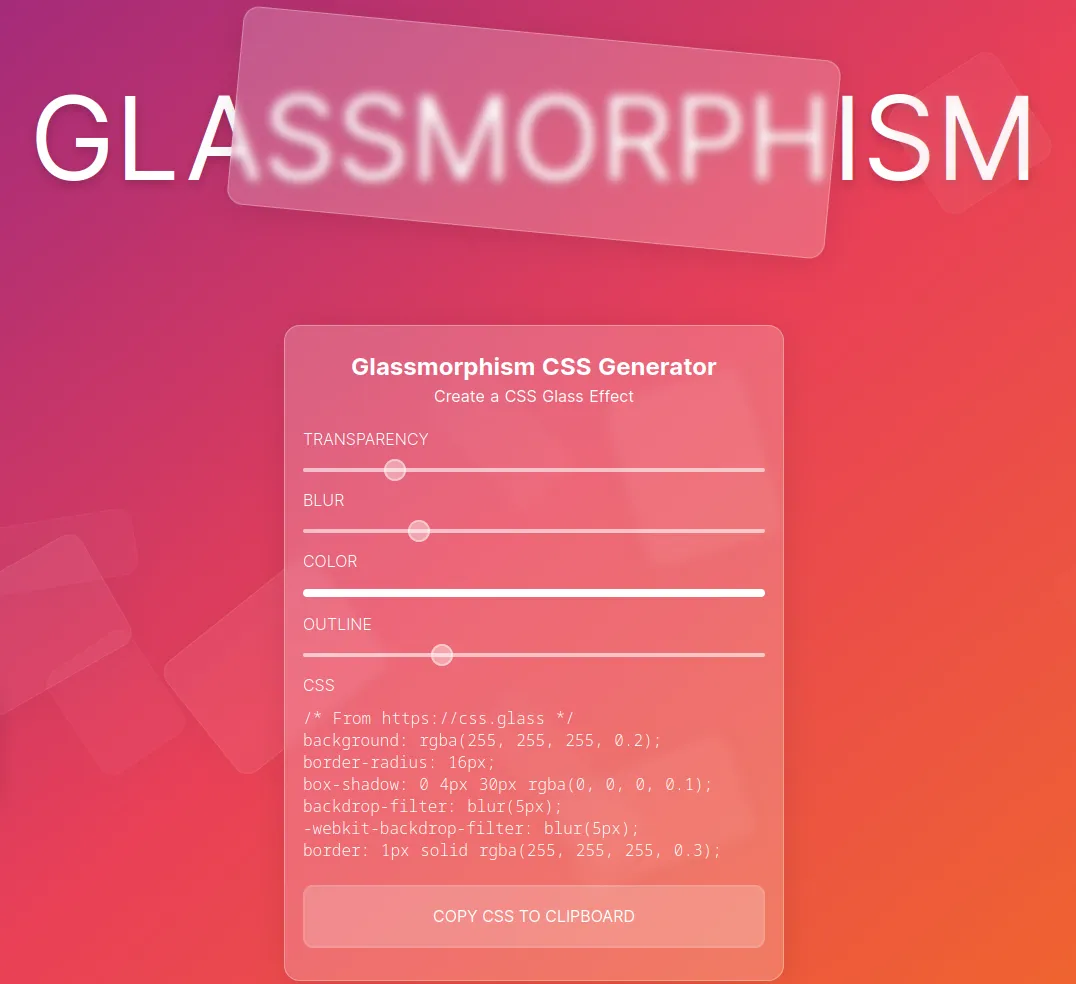 GLASSMORPHISM
Glassmorphism CSS Generator
Create a CSS Glass Effect
TRANSPARENCY
BLUR
COLOR
OUTLINE
CSS
/* From https://css.glass */
background: rgba(255, 255, 255, 0.2);
border-radius: 16px;
box-shadow: 0 4px 30px rgba(0, 0, 0, 0.1);
backdrop-filter: blur(5px);
-webkit-backdrop-filter: blur(5px);
border: 1px solid rgba(255, 255, 255, 0.3);
COPY CSS TO CLIPBOARD